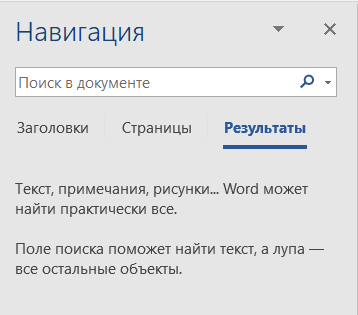 Навигация
Поиск в документе
Заголовки Страницы Результаты
Текст, примечания, рисунки... Word может
найти практически все.
Поле поиска поможет найти текст, а лупа —
все остальные объекты.